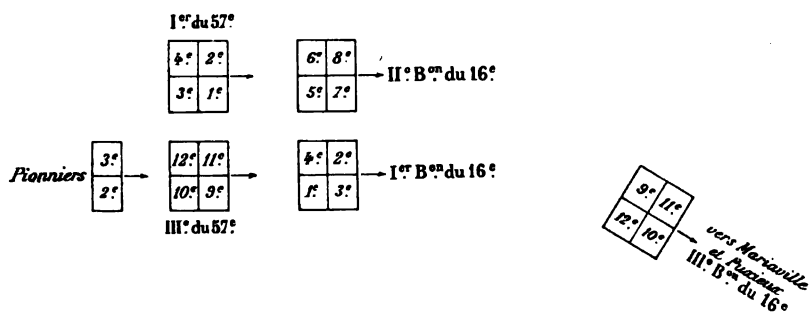 Ier du 57e
4e 2e
3e 1e
6e 8e
5e 7e
IIe Bon du 16e
Pionniers
3e
2e
12e 11e
10e 9e
IIIe du 57e
4e 2e
1e 3e
Ier Bon du 16e
9e 11e
12e 10e
vers Mariaville
et Puxieux
IIIe Bon du 16e